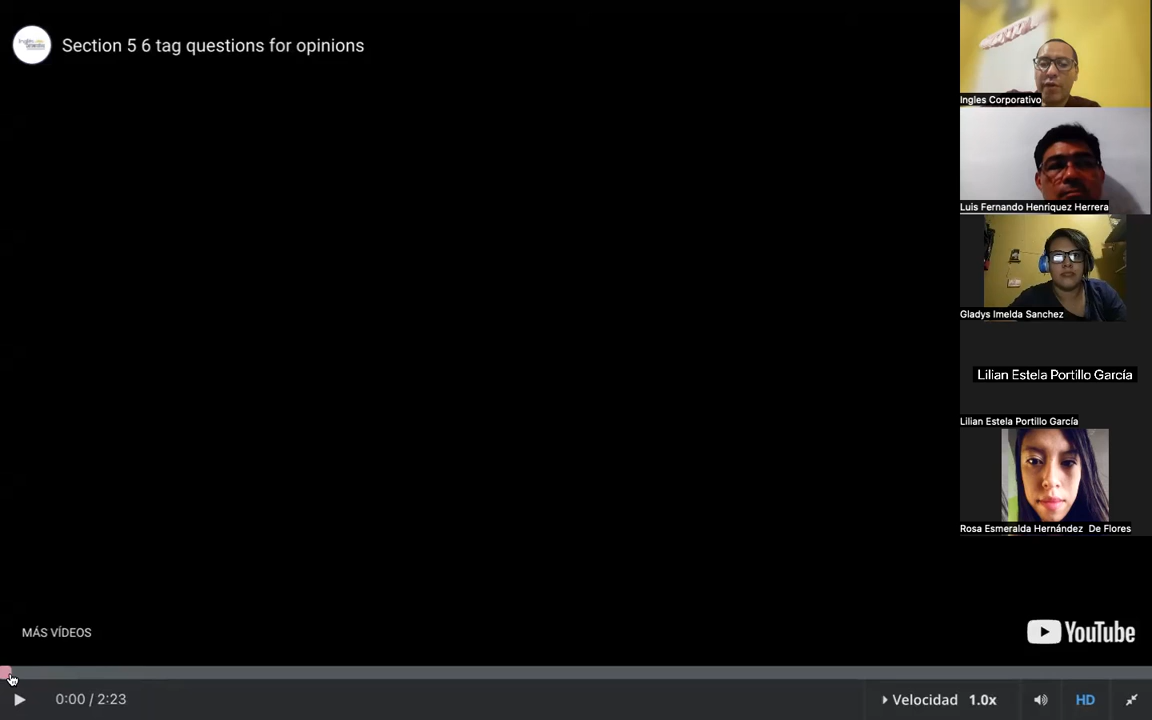 Section 5 6 tag questions for opinions
Ingles Corporativo
Luis Fernando Henriquez Herrera
Gladys Imelda Sanchez
Lilian Estela Portillo García
Lilian Estela Portillo García
Rosa Esmeralda Hernández De Flores
MÁS VÍDEOS
YouTube
0:00 / 2:23
Velocidad 1.0x
HD